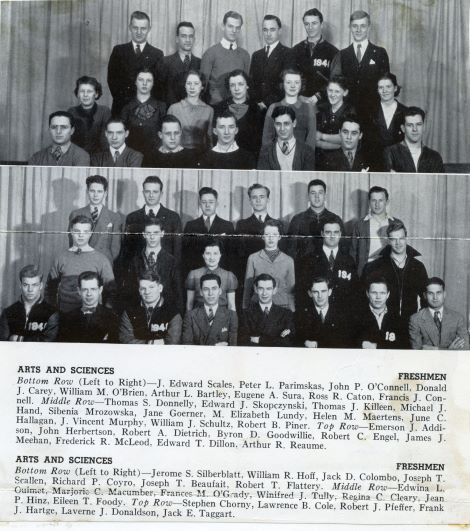 1941
1941
194
1941
1941
18
ARTS AND SCIENCES FRESHMEN
Bottom Row (Left to Right)—J. Edward Scales, Peter L. Parimskas, John P. O'Connell, Donald
J. Carey, William M. O'Brien, Arthur L. Bartley, Eugene A. Sura, Ross R. Caton, Francis J. Con-
nell. Middle Row—Thomas S. Donnelly, Edward J. Skopczynski, Thomas J. Killeen, Michael J.
Hand, Sibenia Mrozowska, Jane Goerner, M. Elizabeth Lundy, Helen M. Maertens, June C.
Hallagan, J. Vincent Murphy, William J. Schultz, Robert B. Piner. Top Row—Emerson J. Addi-
son, John Herbertson, Robert A. Dietrich, Byron D. Goodwillie, Robert C. Engel, James J.
Meehan, Frederick R. McLeod, Edward T. Dillon, Arthur R. Reaume.
ARTS AND SCIENCES FRESHMEN
Bottom Row (Left to Right)—Jerome S. Silberblatt, William R. Hoff, Jack D. Colombo, Joseph T.
Scallen, Richard P. Coyro, Joseph T. Beaufait, Robert T. Flattery. Middle Row—Edwina L.
Ouimet, Marjorie C. Macumber, Frances M. O'Grady, Winifred J. Tully, Regina C. Cleary, Jean
P. Hinz, Eileen T. Foody. Top Row—Stephen Chorny, Lawrence B. Cole, Robert J. Pfeffer, Frank
J. Hartge, Laverne J. Donaldson, Jack E. Taggart.